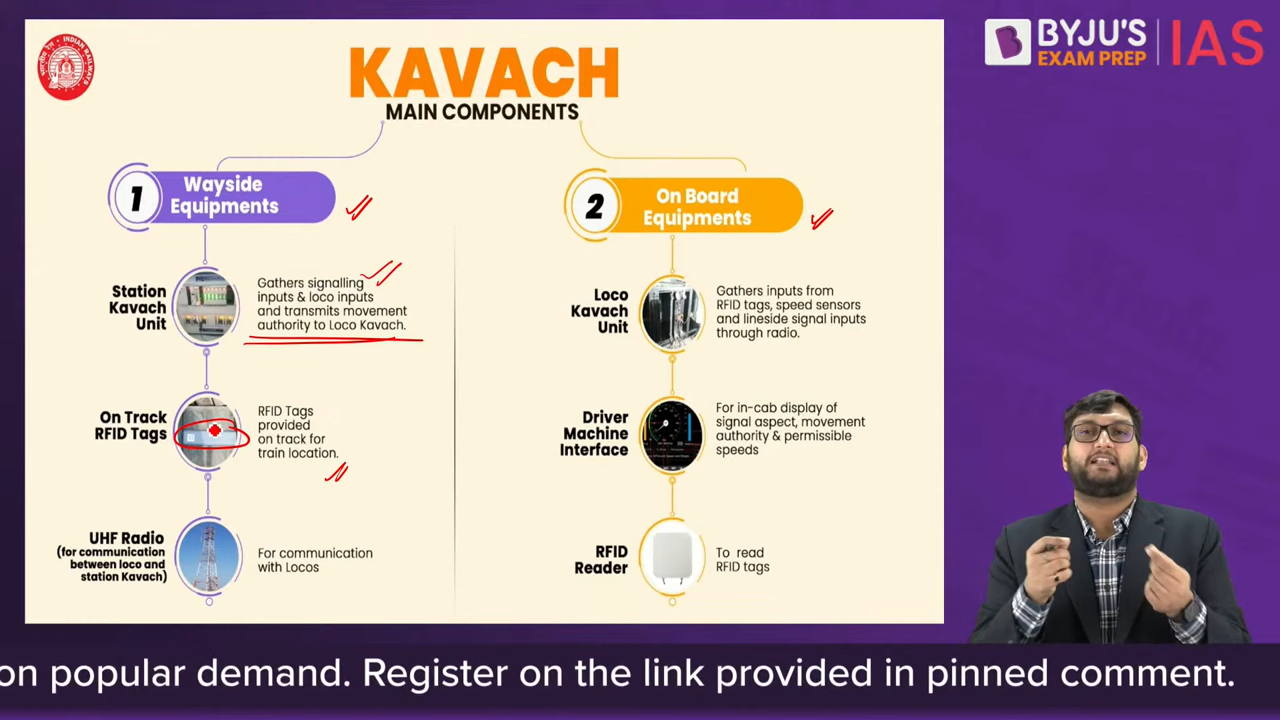 KAVACH
MAIN COMPONENTS
BYJU'S
EXAM PREP
IAS
INDIAN RAILWAYS
भारतीय रेल
1
Wayside
Equipments
Station
Kavach
Unit
Gathers signalling
inputs & loco inputs
and transmits movement
authority to Loco Kavach.
On Track
RFID Tags
RFID Tags
provided
on track for
train location.
UHF Radio
(for communication
between loco and
station Kavach)
For communication
with Locos
2
On Board
Equipments
Loco
Kavach
Unit
Gathers inputs from
RFID tags, speed sensors
and lineside signal inputs
through radio.
Driver
Machine
Interface
For in-cab display of
signal aspect, movement
authority & permissible
speeds
RFID
Reader
To read
RFID tags
on popular demand. Register on the link provided in pinned comment.